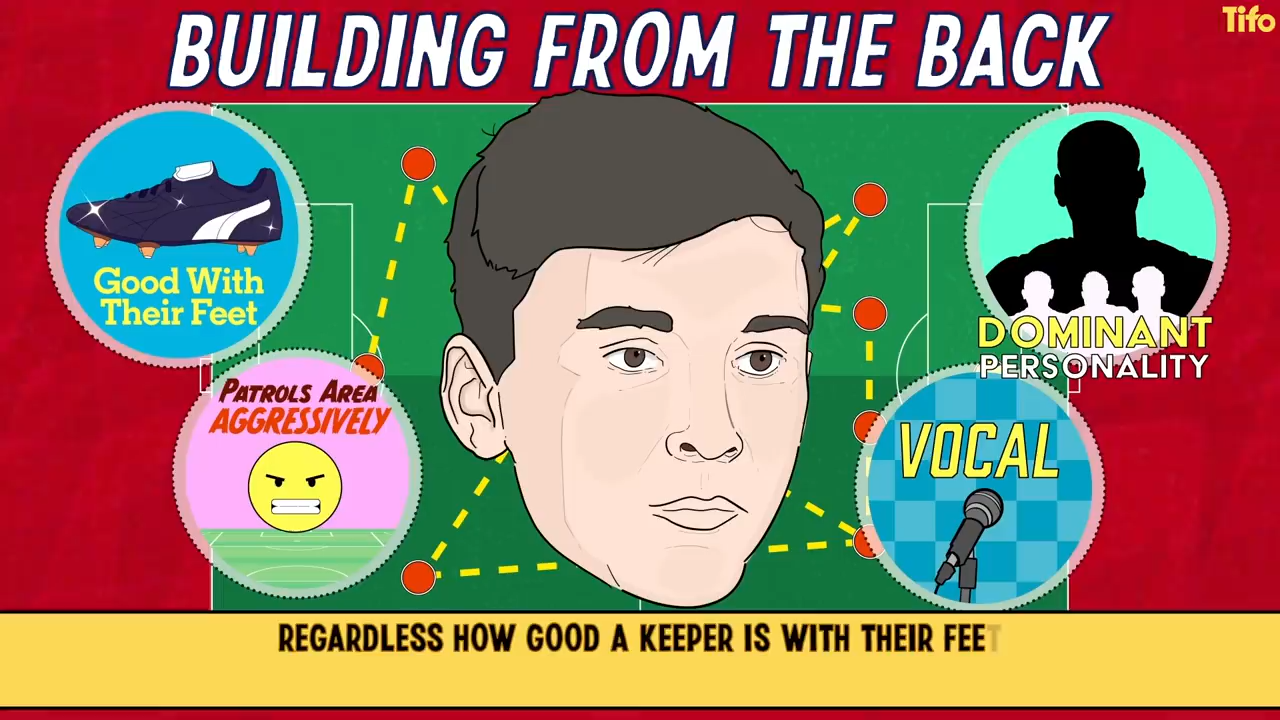 Tifo
BUILDING FROM THE BACK
Good With
Their Feet
DOMINANT
PERSONALITY
PATROLS AREA
AGGRESSIVELY
VOCAL
REGARDLESS HOW GOOD A KEEPER IS WITH THEIR FEET